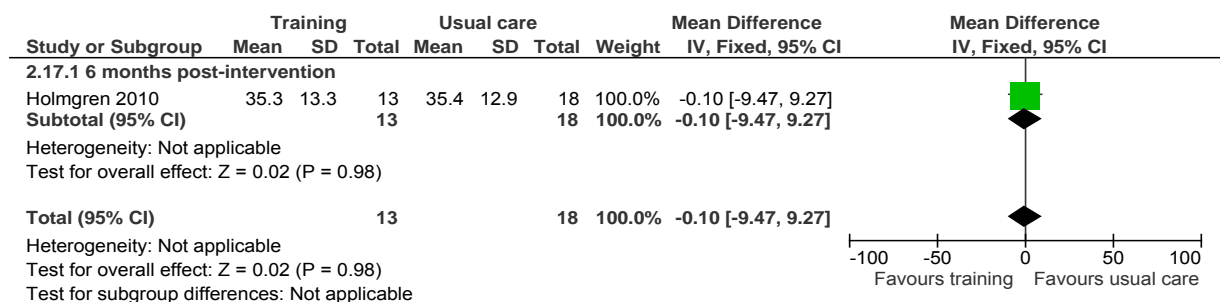 Training Usual care Mean Difference Mean Difference
Study or Subgroup Mean SD Total Mean SD Total Weight IV, Fixed, 95% CI IV, Fixed, 95% CI
2.17.1 6 months post-intervention
Holmgren 2010 35.3 13.3 13 35.4 12.9 18 100.0% -0.10 [-9.47, 9.27]
Subtotal (95% CI) 13 18 100.0% -0.10 [-9.47, 9.27]
Heterogeneity: Not applicable
Test for overall effect: Z = 0.02 (P = 0.98)
Total (95% CI) 13 18 100.0% -0.10 [-9.47, 9.27]
Heterogeneity: Not applicable
Test for overall effect: Z = 0.02 (P = 0.98)
Test for subgroup differences: Not applicable
-100 -50 0 50 100
Favours training Favours usual care